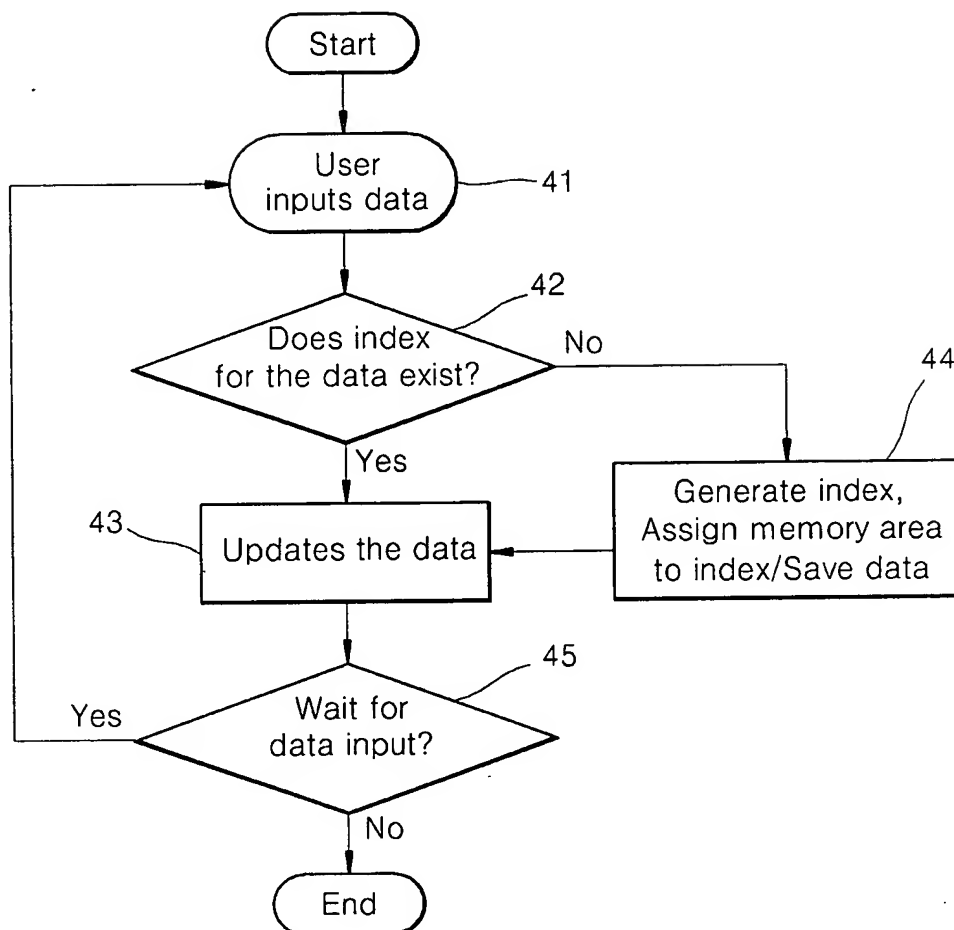 Start
User
inputs data
41
42
Does index
for the data exist?
No
44
Yes
Generate index,
Assign memory area
to index/Save data
43
Updates the data
45
Wait for
data input?
Yes
No
End